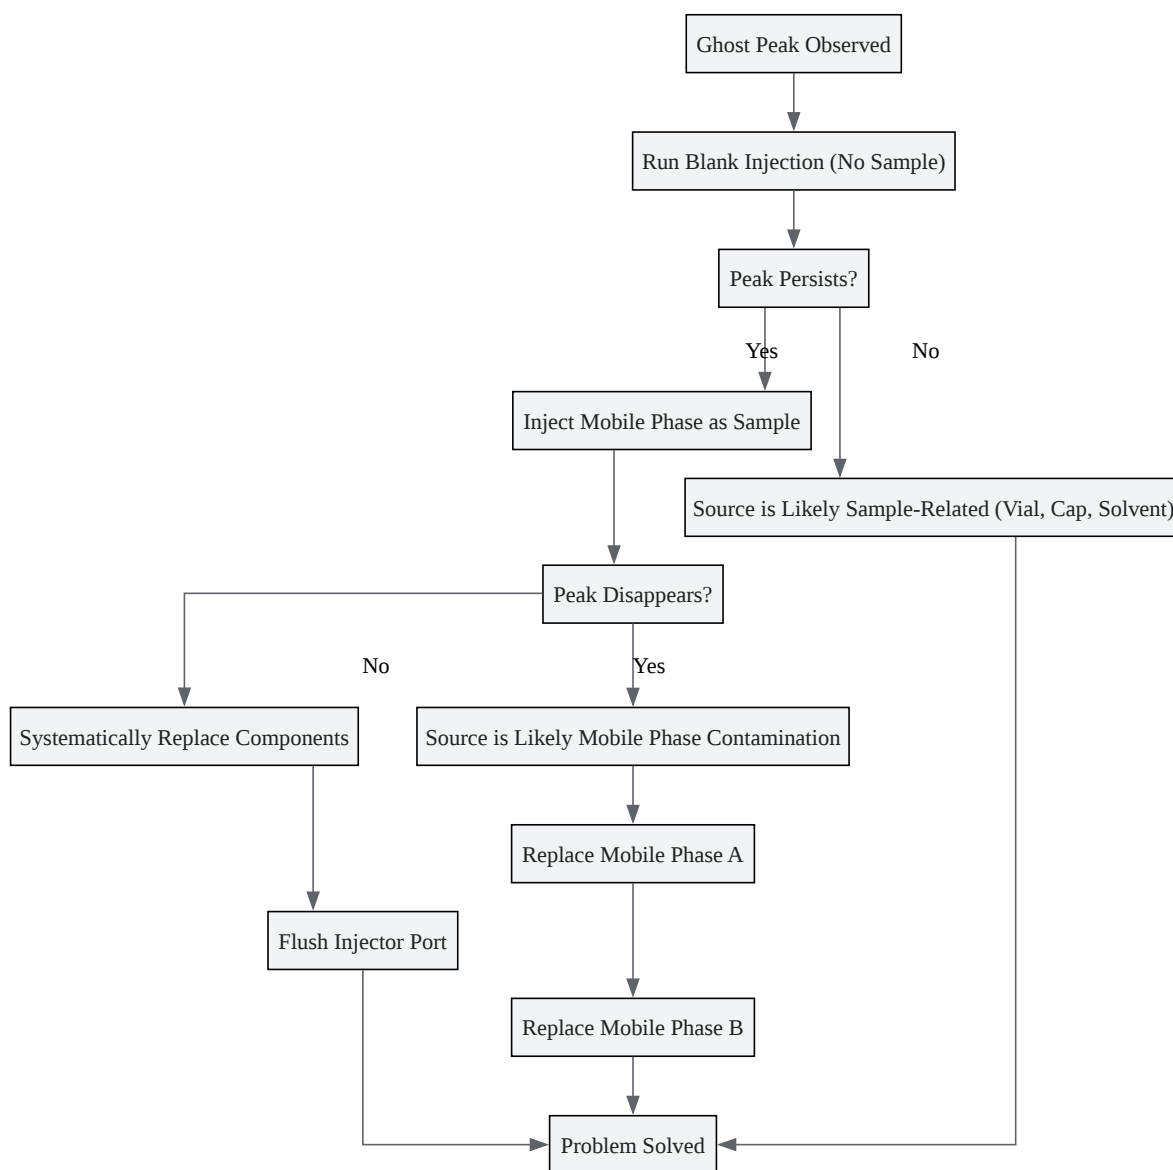 Ghost Peak Observed
Run Blank Injection (No Sample)
Peak Persists?
Yes
No
Inject Mobile Phase as Sample
Source is Likely Sample-Related (Vial, Cap, Solvent)
Peak Disappears?
No
Yes
Systematically Replace Components
Source is Likely Mobile Phase Contamination
Replace Mobile Phase A
Flush Injector Port
Replace Mobile Phase B
Problem Solved